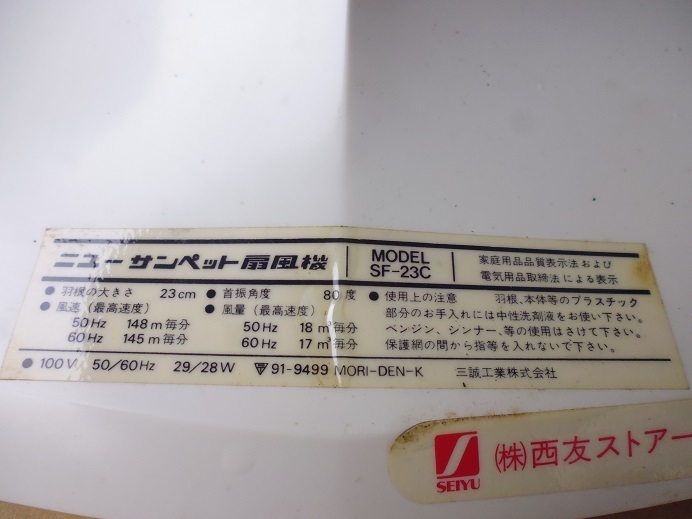 ニユーサンペット扇風機
MODEL
SF-23C
家庭用品品質表示法および
電気用品取締法による表示
● 羽根の大きさ 23cm
● 風速（最高速度）
50Hz 148m毎分
60Hz 145m毎分
● 首振角度 80度
● 風量（最高速度）
50Hz 18m³毎分
60Hz 17m³毎分
● 使用上の注意 羽根、本体等のプラスチック
部分のお手入れには中性洗剤液をお使い下さい。
ベンジン、シンナー、等の使用はさけて下さい。
保護網の間から指等を入れないで下さい。
● 100V 50/60Hz 29/28W 〒91-9499 MORI-DEN-K 三誠工業株式会社
SEIYU
(株)西友ストアー